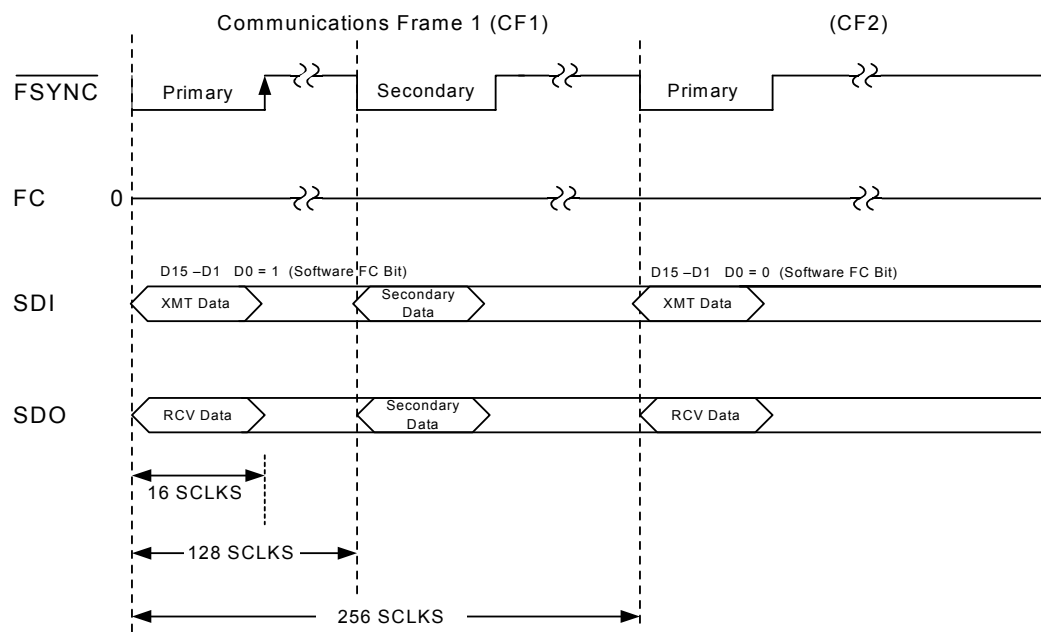 Communications Frame 1 (CF1)
(CF2)
FSYNC
Primary
Secondary
Primary
FC 0
D15 –D1 D0 = 1 (Software FC Bit)
D15 –D1 D0 = 0 (Software FC Bit)
SDI
XMT Data
Secondary
Data
XMT Data
SDO
RCV Data
Secondary
Data
RCV Data
16 SCLKS
128 SCLKS
256 SCLKS